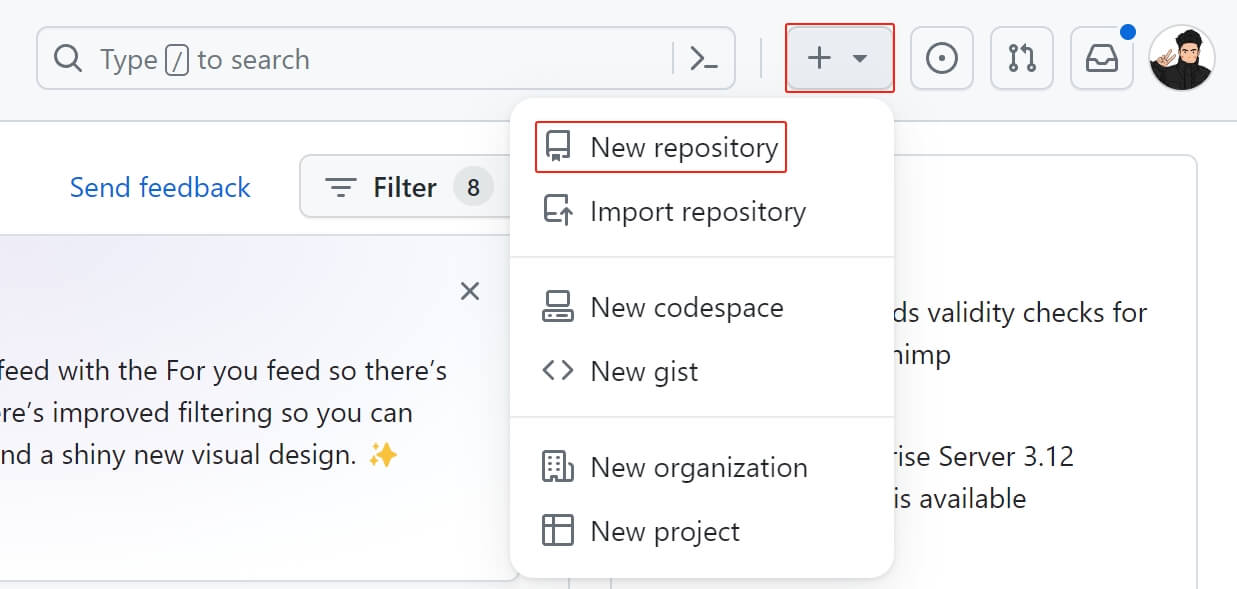 Type / to search
Send feedback
Filter 8
New repository
Import repository
New codespace
New gist
New organization
New project
feed with the For you feed so there’s
re’s improved filtering so you can
nd a shiny new visual design. ✨
ds validity checks for
himp
rise Server 3.12
is available